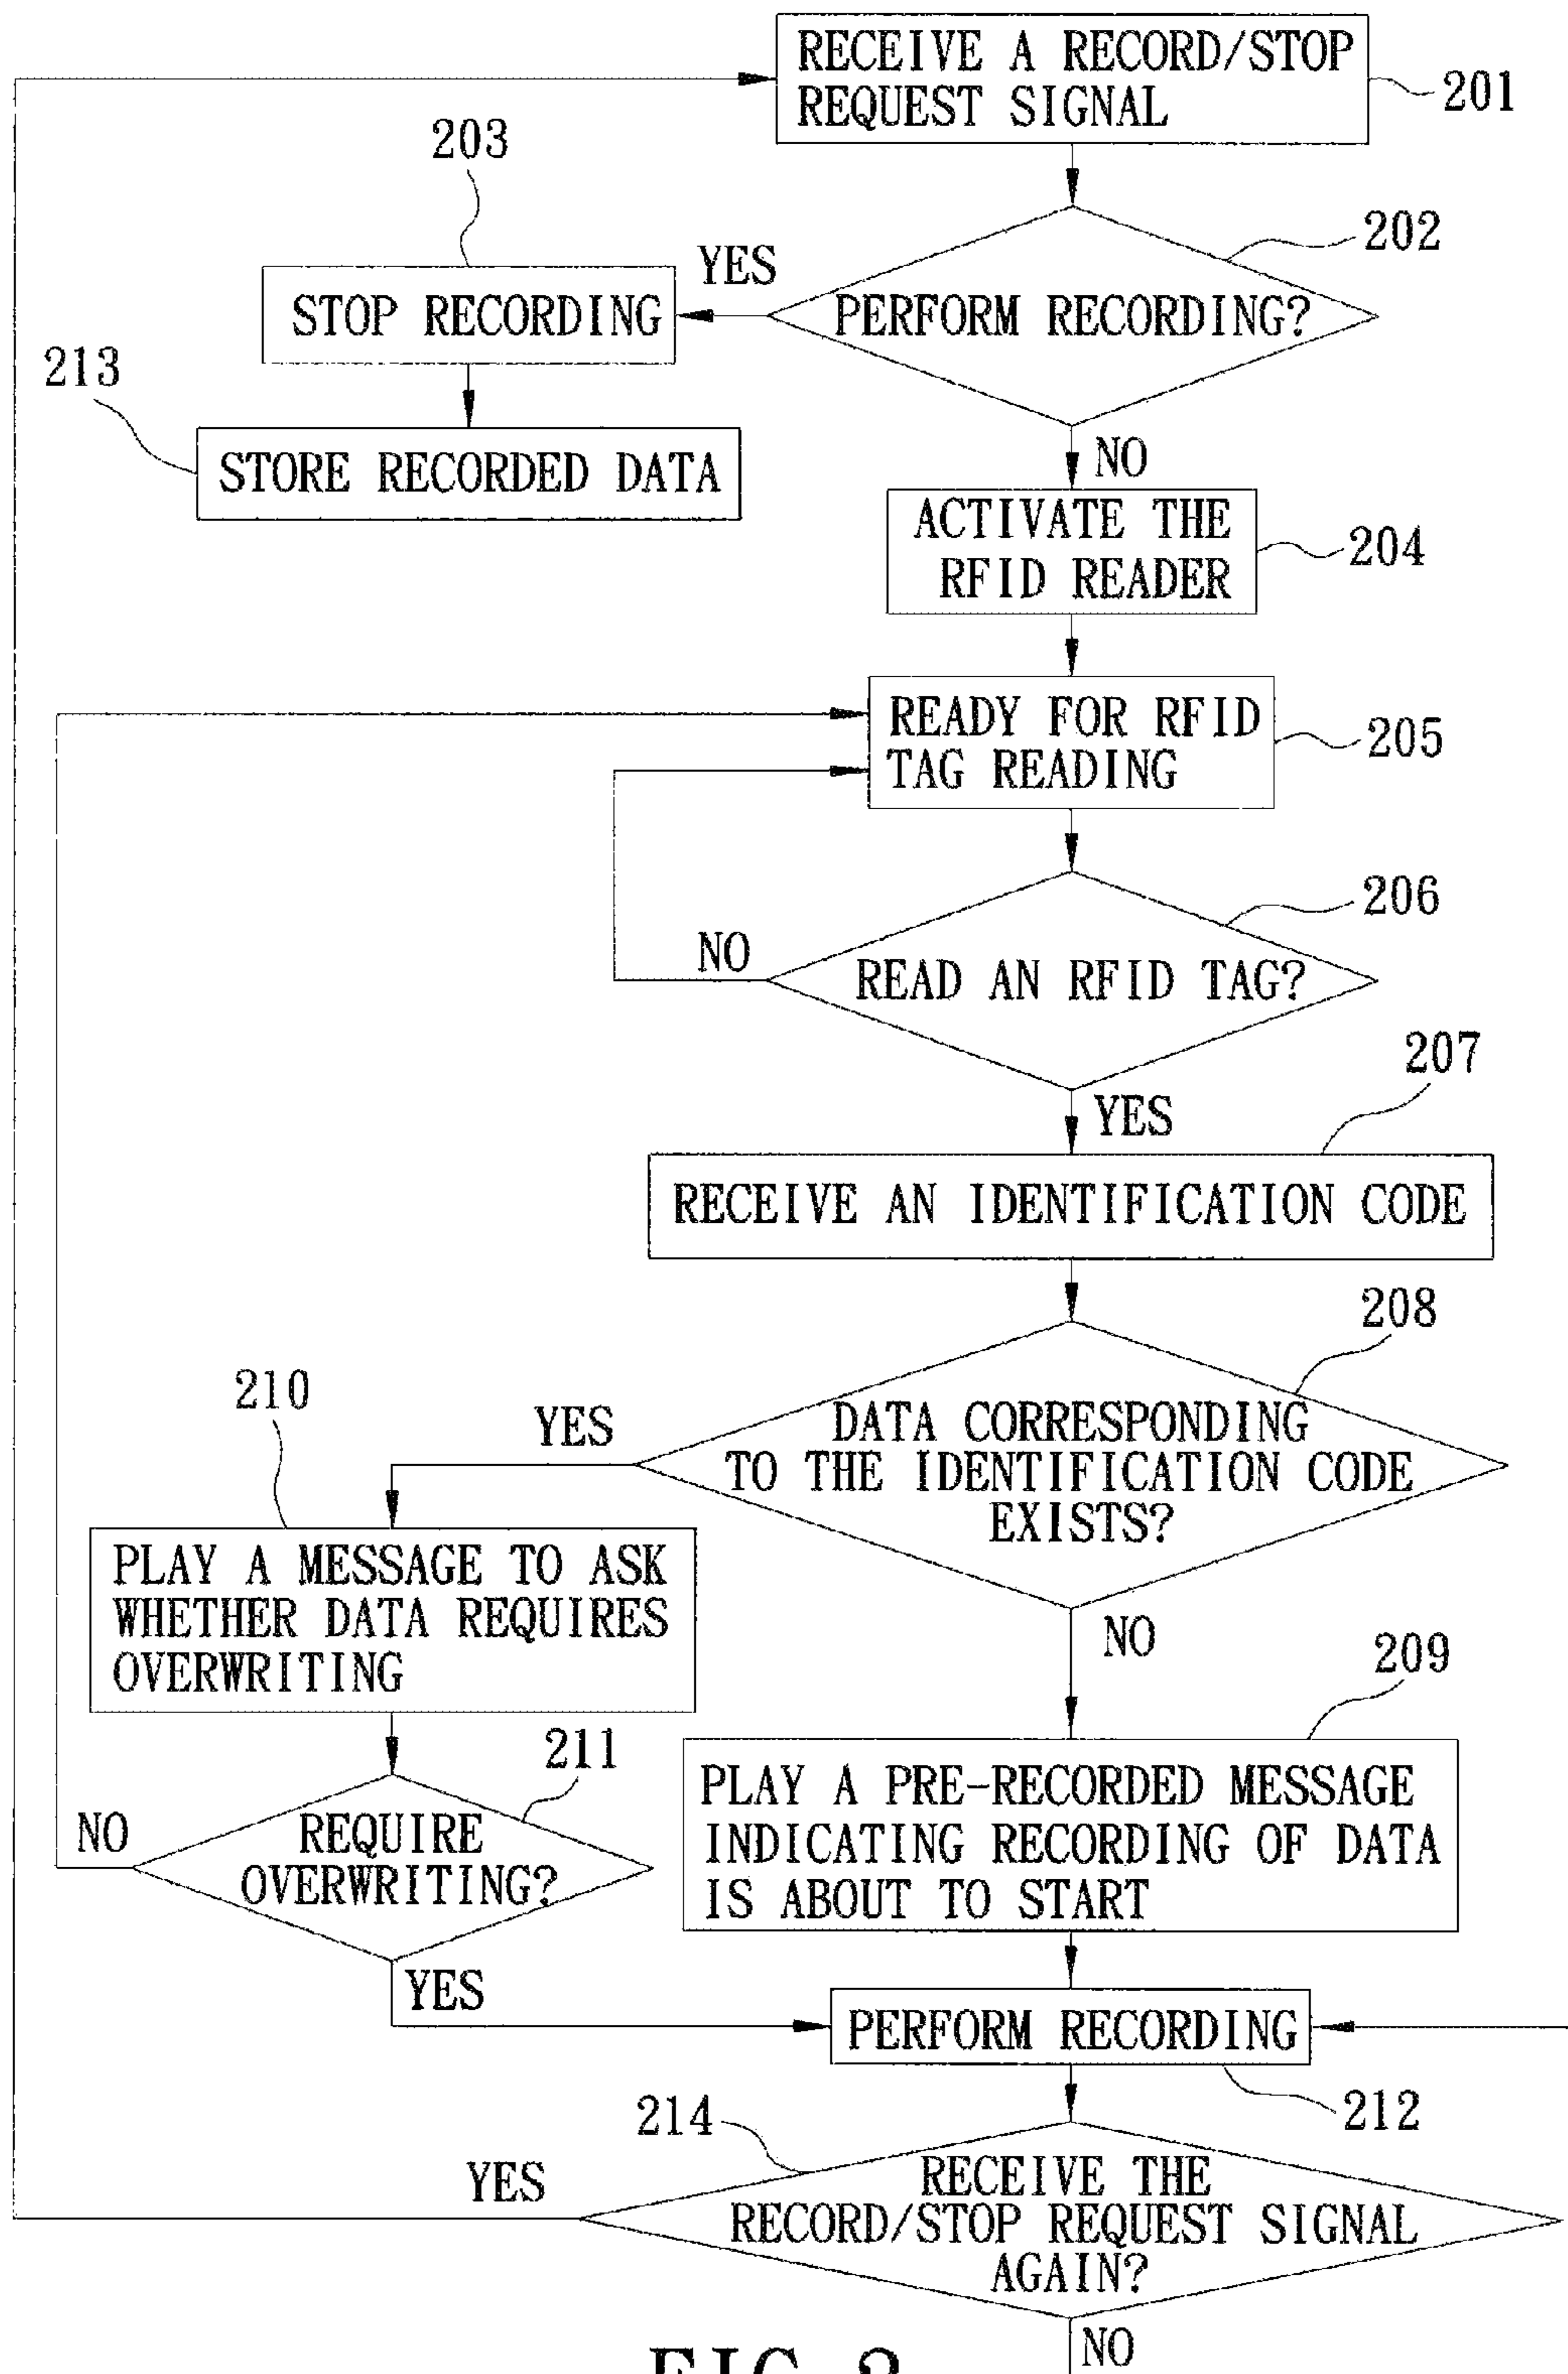 RECEIVE A RECORD/STOP
REQUEST SIGNAL
201
203
202
YES
STOP RECORDING
PERFORM RECORDING?
213
STORE RECORDED DATA
NO
ACTIVATE THE
RFID READER
204
READY FOR RFID
TAG READING
205
206
NO
READ AN RFID TAG?
207
YES
RECEIVE AN IDENTIFICATION CODE
208
210
YES
DATA CORRESPONDING
TO THE IDENTIFICATION CODE
EXISTS?
PLAY A MESSAGE TO ASK
WHETHER DATA REQUIRES
OVERWRITING
NO
209
211
PLAY A PRE-RECORDED MESSAGE
INDICATING RECORDING OF DATA
IS ABOUT TO START
NO
REQUIRE
OVERWRITING?
YES
PERFORM RECORDING
212
214
YES
RECEIVE THE
RECORD/STOP REQUEST SIGNAL
AGAIN?
NO